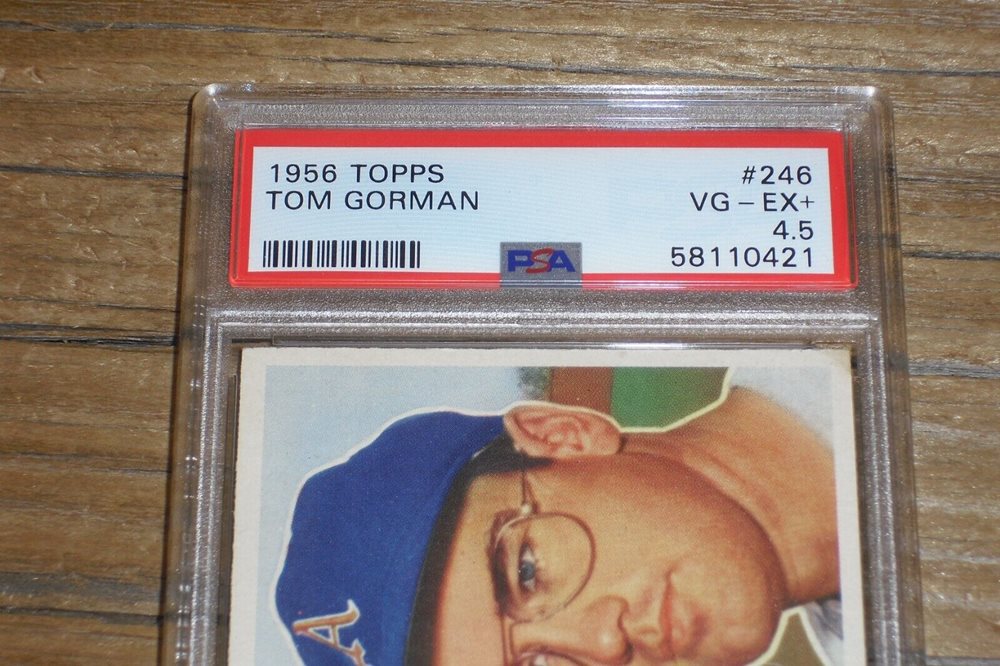 1956 TOPPS
TOM GORMAN
#246
VG - EX+
4.5
58110421
PSA
A